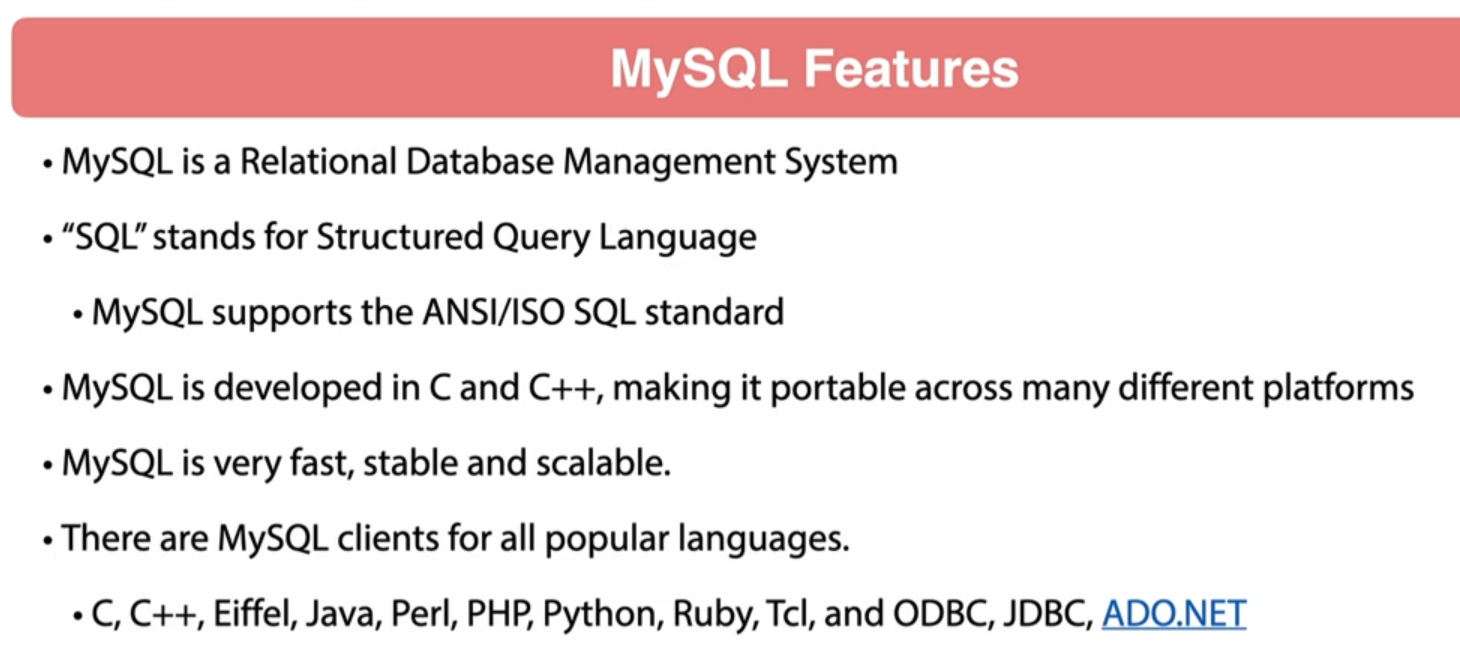 MySQL Features
• MySQL is a Relational Database Management System
• “SQL” stands for Structured Query Language
• MySQL supports the ANSI/ISO SQL standard
• MySQL is developed in C and C++, making it portable across many different platforms
• MySQL is very fast, stable and scalable.
• There are MySQL clients for all popular languages.
• C, C++, Eiffel, Java, Perl, PHP, Python, Ruby, Tcl, and ODBC, JDBC, ADO.NET